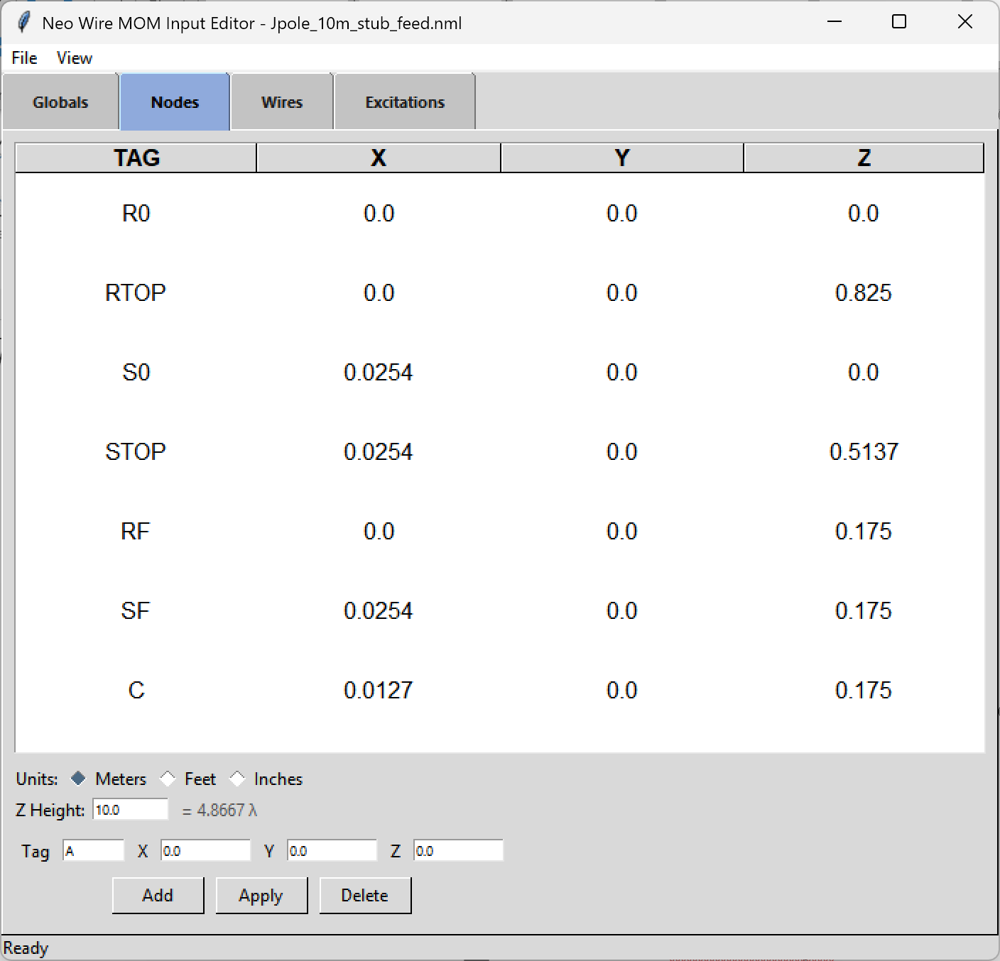 Neo Wire MOM Input Editor - Jpole_10m_stub_feed.nml
File View
Globals Nodes Wires Excitations
TAG X Y Z
R0 0.0 0.0 0.0
RTOP 0.0 0.0 0.825
S0 0.0254 0.0 0.0
STOP 0.0254 0.0 0.5137
RF 0.0 0.0 0.175
SF 0.0254 0.0 0.175
C 0.0127 0.0 0.175
Units: Meters Feet Inches
Z Height: 10.0 = 4.8667 λ
Tag A X 0.0 Y 0.0 Z 0.0
Add Apply Delete
Ready